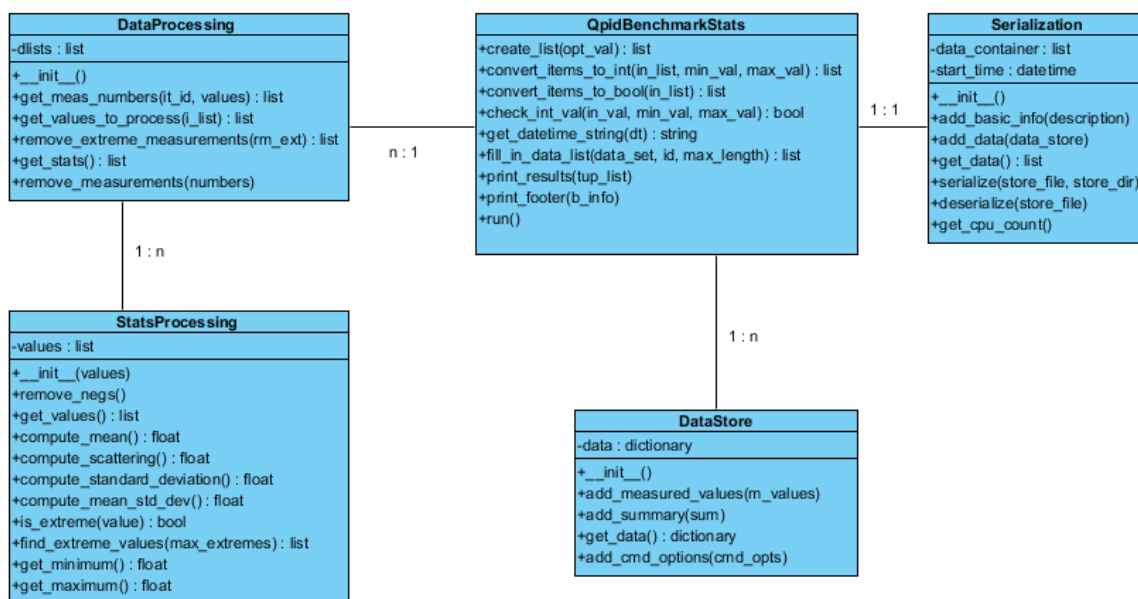 DataProcessing
-dlists : list
+__init__()
+get_meas_numbers(it_id, values) : list
+get_values_to_process(i_list) : list
+remove_extreme_measurements(rm_ext) : list
+get_stats() : list
+remove_measurements(numbers)
n : 1
QpidBenchmarkStats
+create_list(opt_val) : list
+convert_items_to_int(in_list, min_val, max_val) : list
+convert_items_to_bool(in_list) : list
+check_int_val(in_val, min_val, max_val) : bool
+get_datetime_string(dt) : string
+fill_in_data_list(data_set, id, max_length) : list
+print_results(tup_list)
+print_footer(b_info)
+run()
1 : 1
Serialization
-data_container : list
-start_time : datetime
+__init__()
+add_basic_info(description)
+add_data(data_store)
+get_data() : list
+serialize(store_file, store_dir)
+deserialize(store_file)
+get_cpu_count()
1 : n
StatsProcessing
-values : list
+__init__(values)
+remove_negs()
+get_values() : list
+compute_mean() : float
+compute_scattering() : float
+compute_standard_deviation() : float
+compute_mean_std_dev() : float
+is_extreme(value) : bool
+find_extreme_values(max_extremes) : list
+get_minimum() : float
+get_maximum() : float
1 : n
DataStore
-data : dictionary
+__init__()
+add_measured_values(m_values)
+add_summary(sum)
+get_data() : dictionary
+add_cmd_options(cmd_opts)